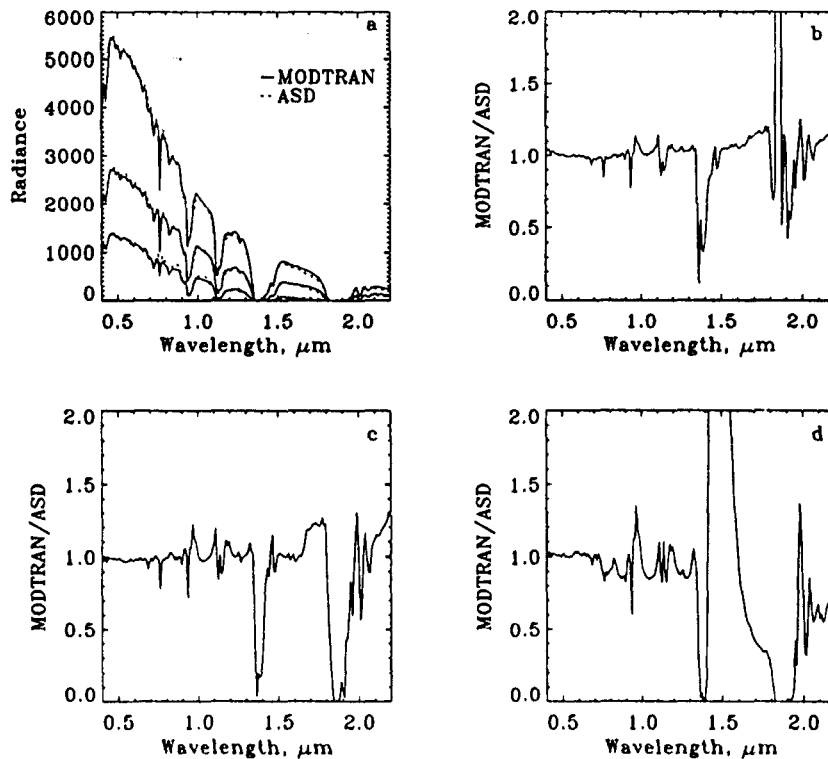 a
6000
5000
4000
3000
2000
1000
0
Radiance
— MODTRAN
·· ASD
0.5 1.0 1.5 2.0
Wavelength, μm
b
2.0
1.5
1.0
0.5
0.0
MODTRAN/ASD
0.5 1.0 1.5 2.0
Wavelength, μm
c
2.0
1.5
1.0
0.5
0.0
MODTRAN/ASD
0.5 1.0 1.5 2.0
Wavelength, μm
d
2.0
1.5
1.0
0.5
0.0
MODTRAN/ASD
0.5 1.0 1.5 2.0
Wavelength, μm